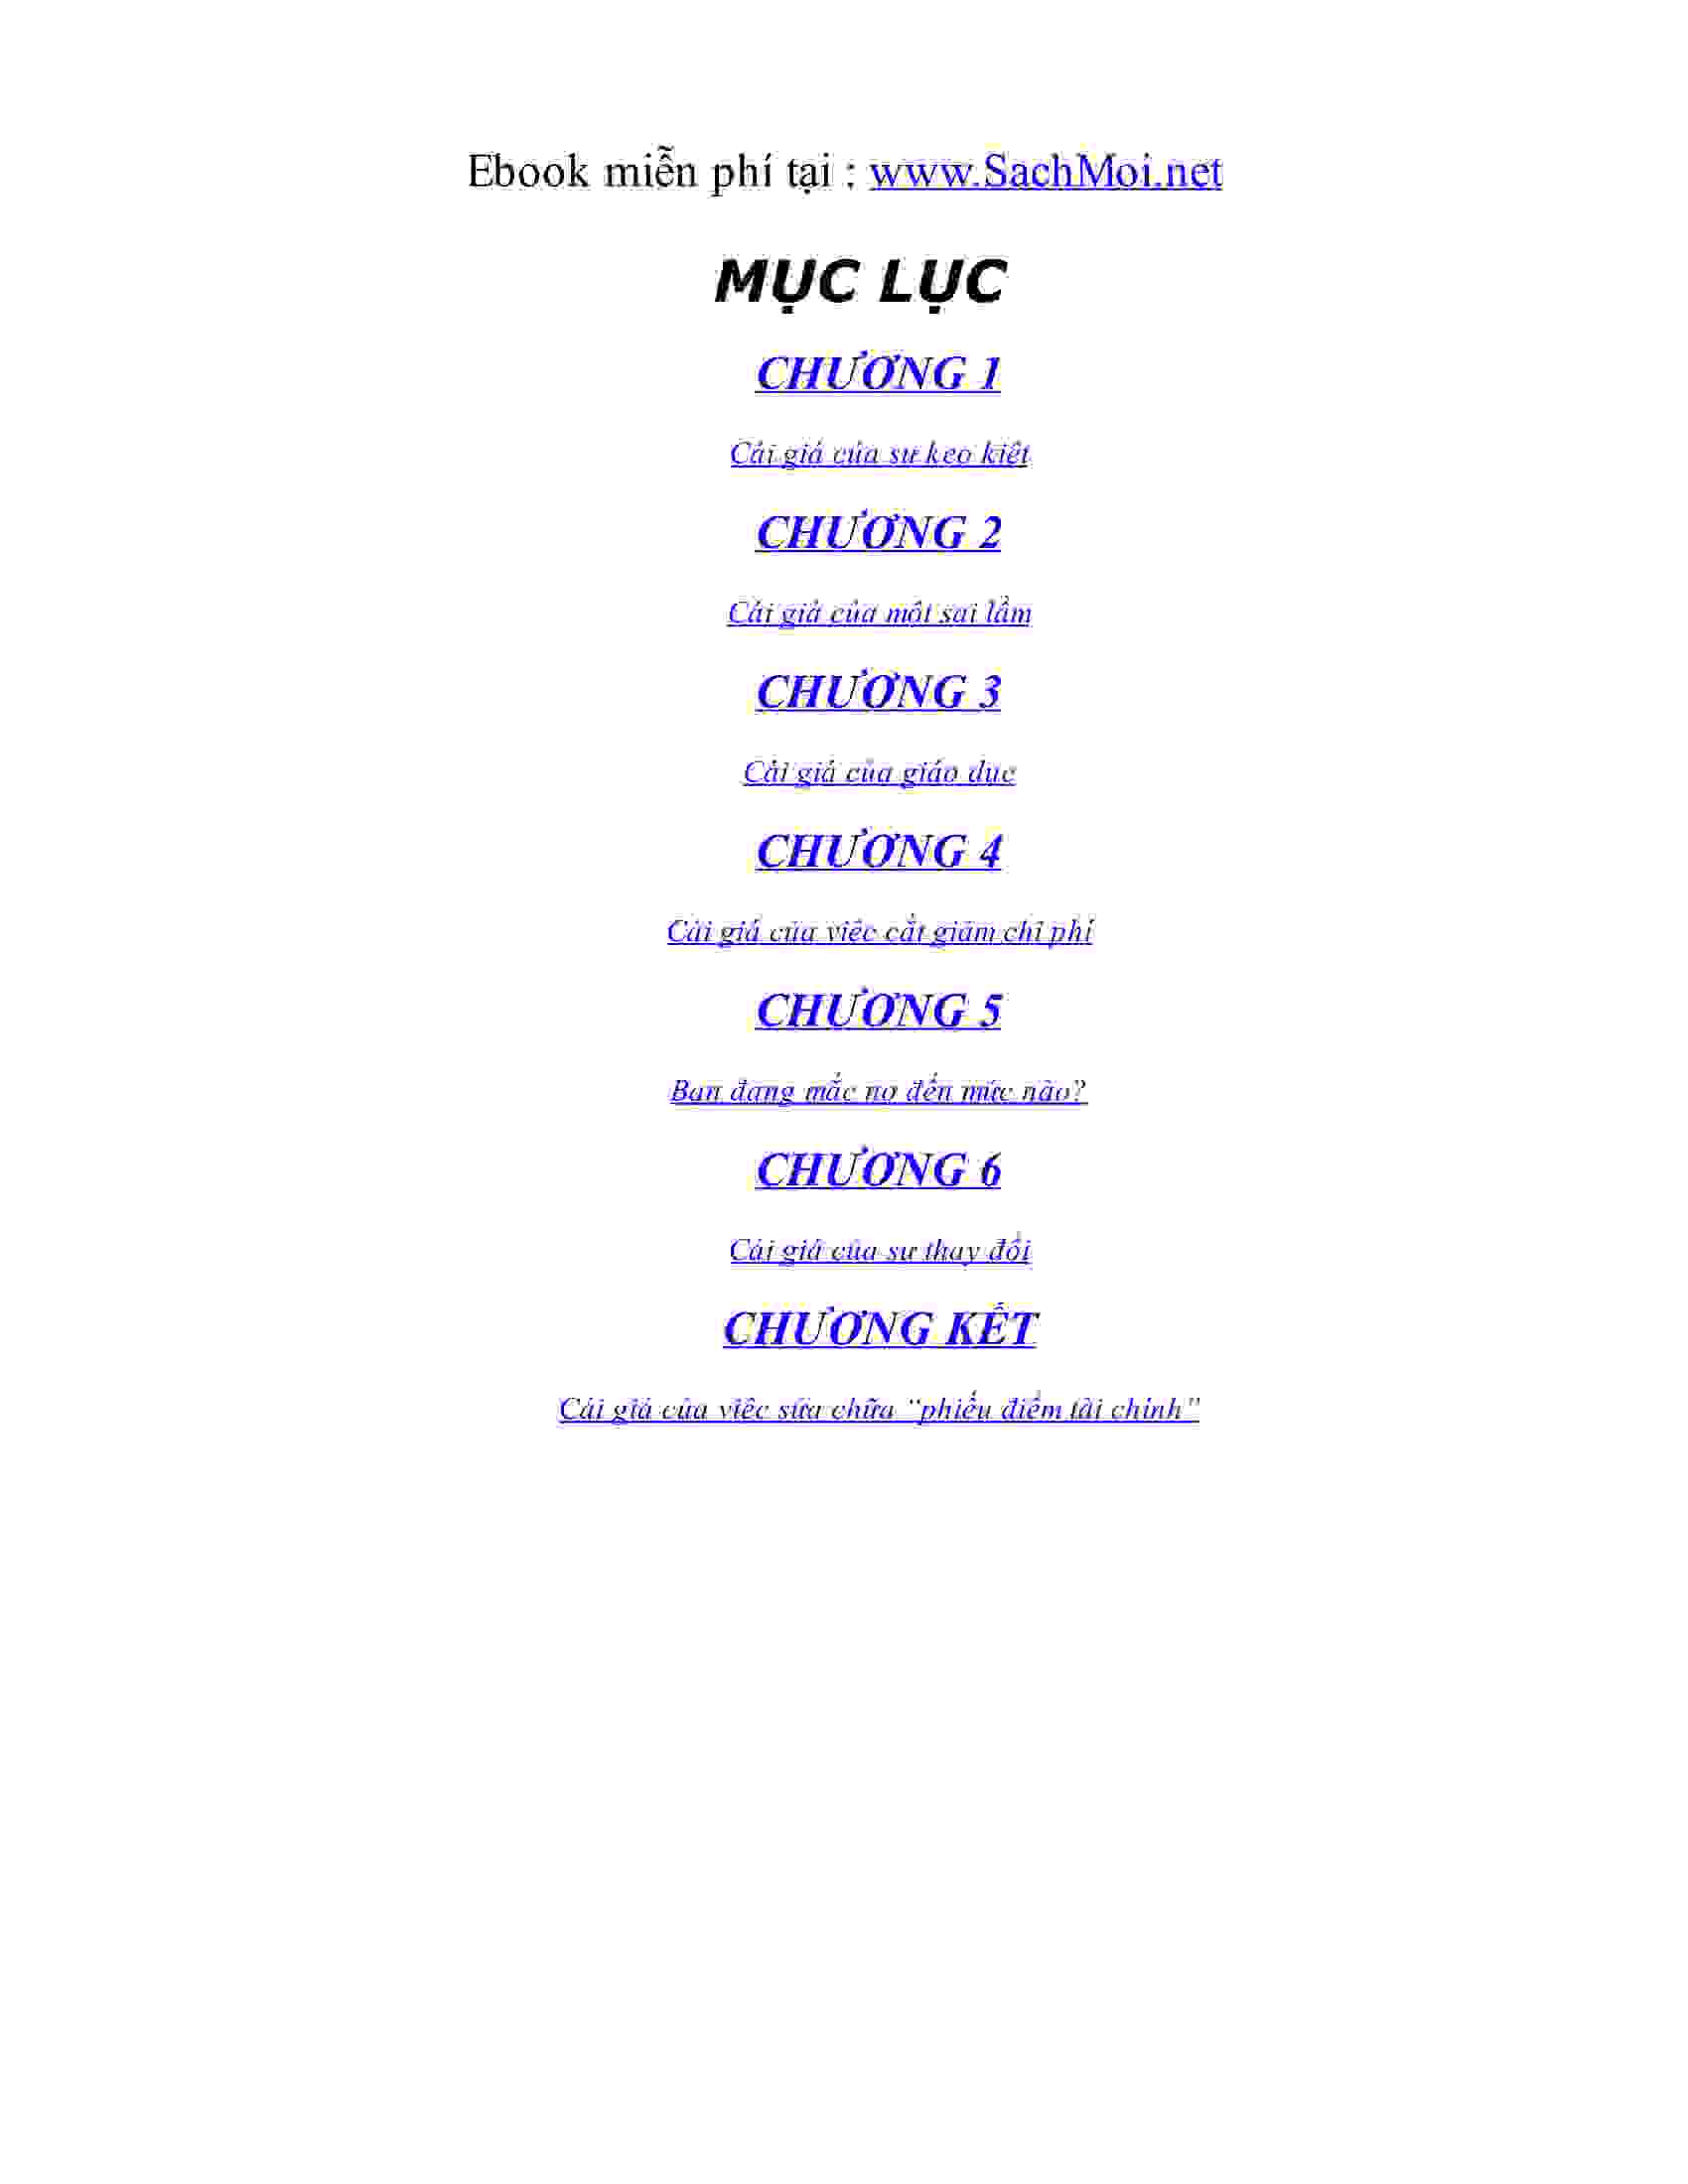 Ebook miễn phí tại : www.SachMoi.net
MỤC LỤC
CHƯƠNG 1
Cái giá của sự keo kiệt
CHƯƠNG 2
Cái giá của một sai lầm
CHƯƠNG 3
Cái giá của giáo dục
CHƯƠNG 4
Cái giá của việc cắt giảm chi phí
CHƯƠNG 5
Bạn đang mắc nợ đến mức nào?
CHƯƠNG 6
Cái giá của sự thay đổi
CHƯƠNG KẾT
Cái giá của việc sửa chữa “phiếu điểm tài chính”